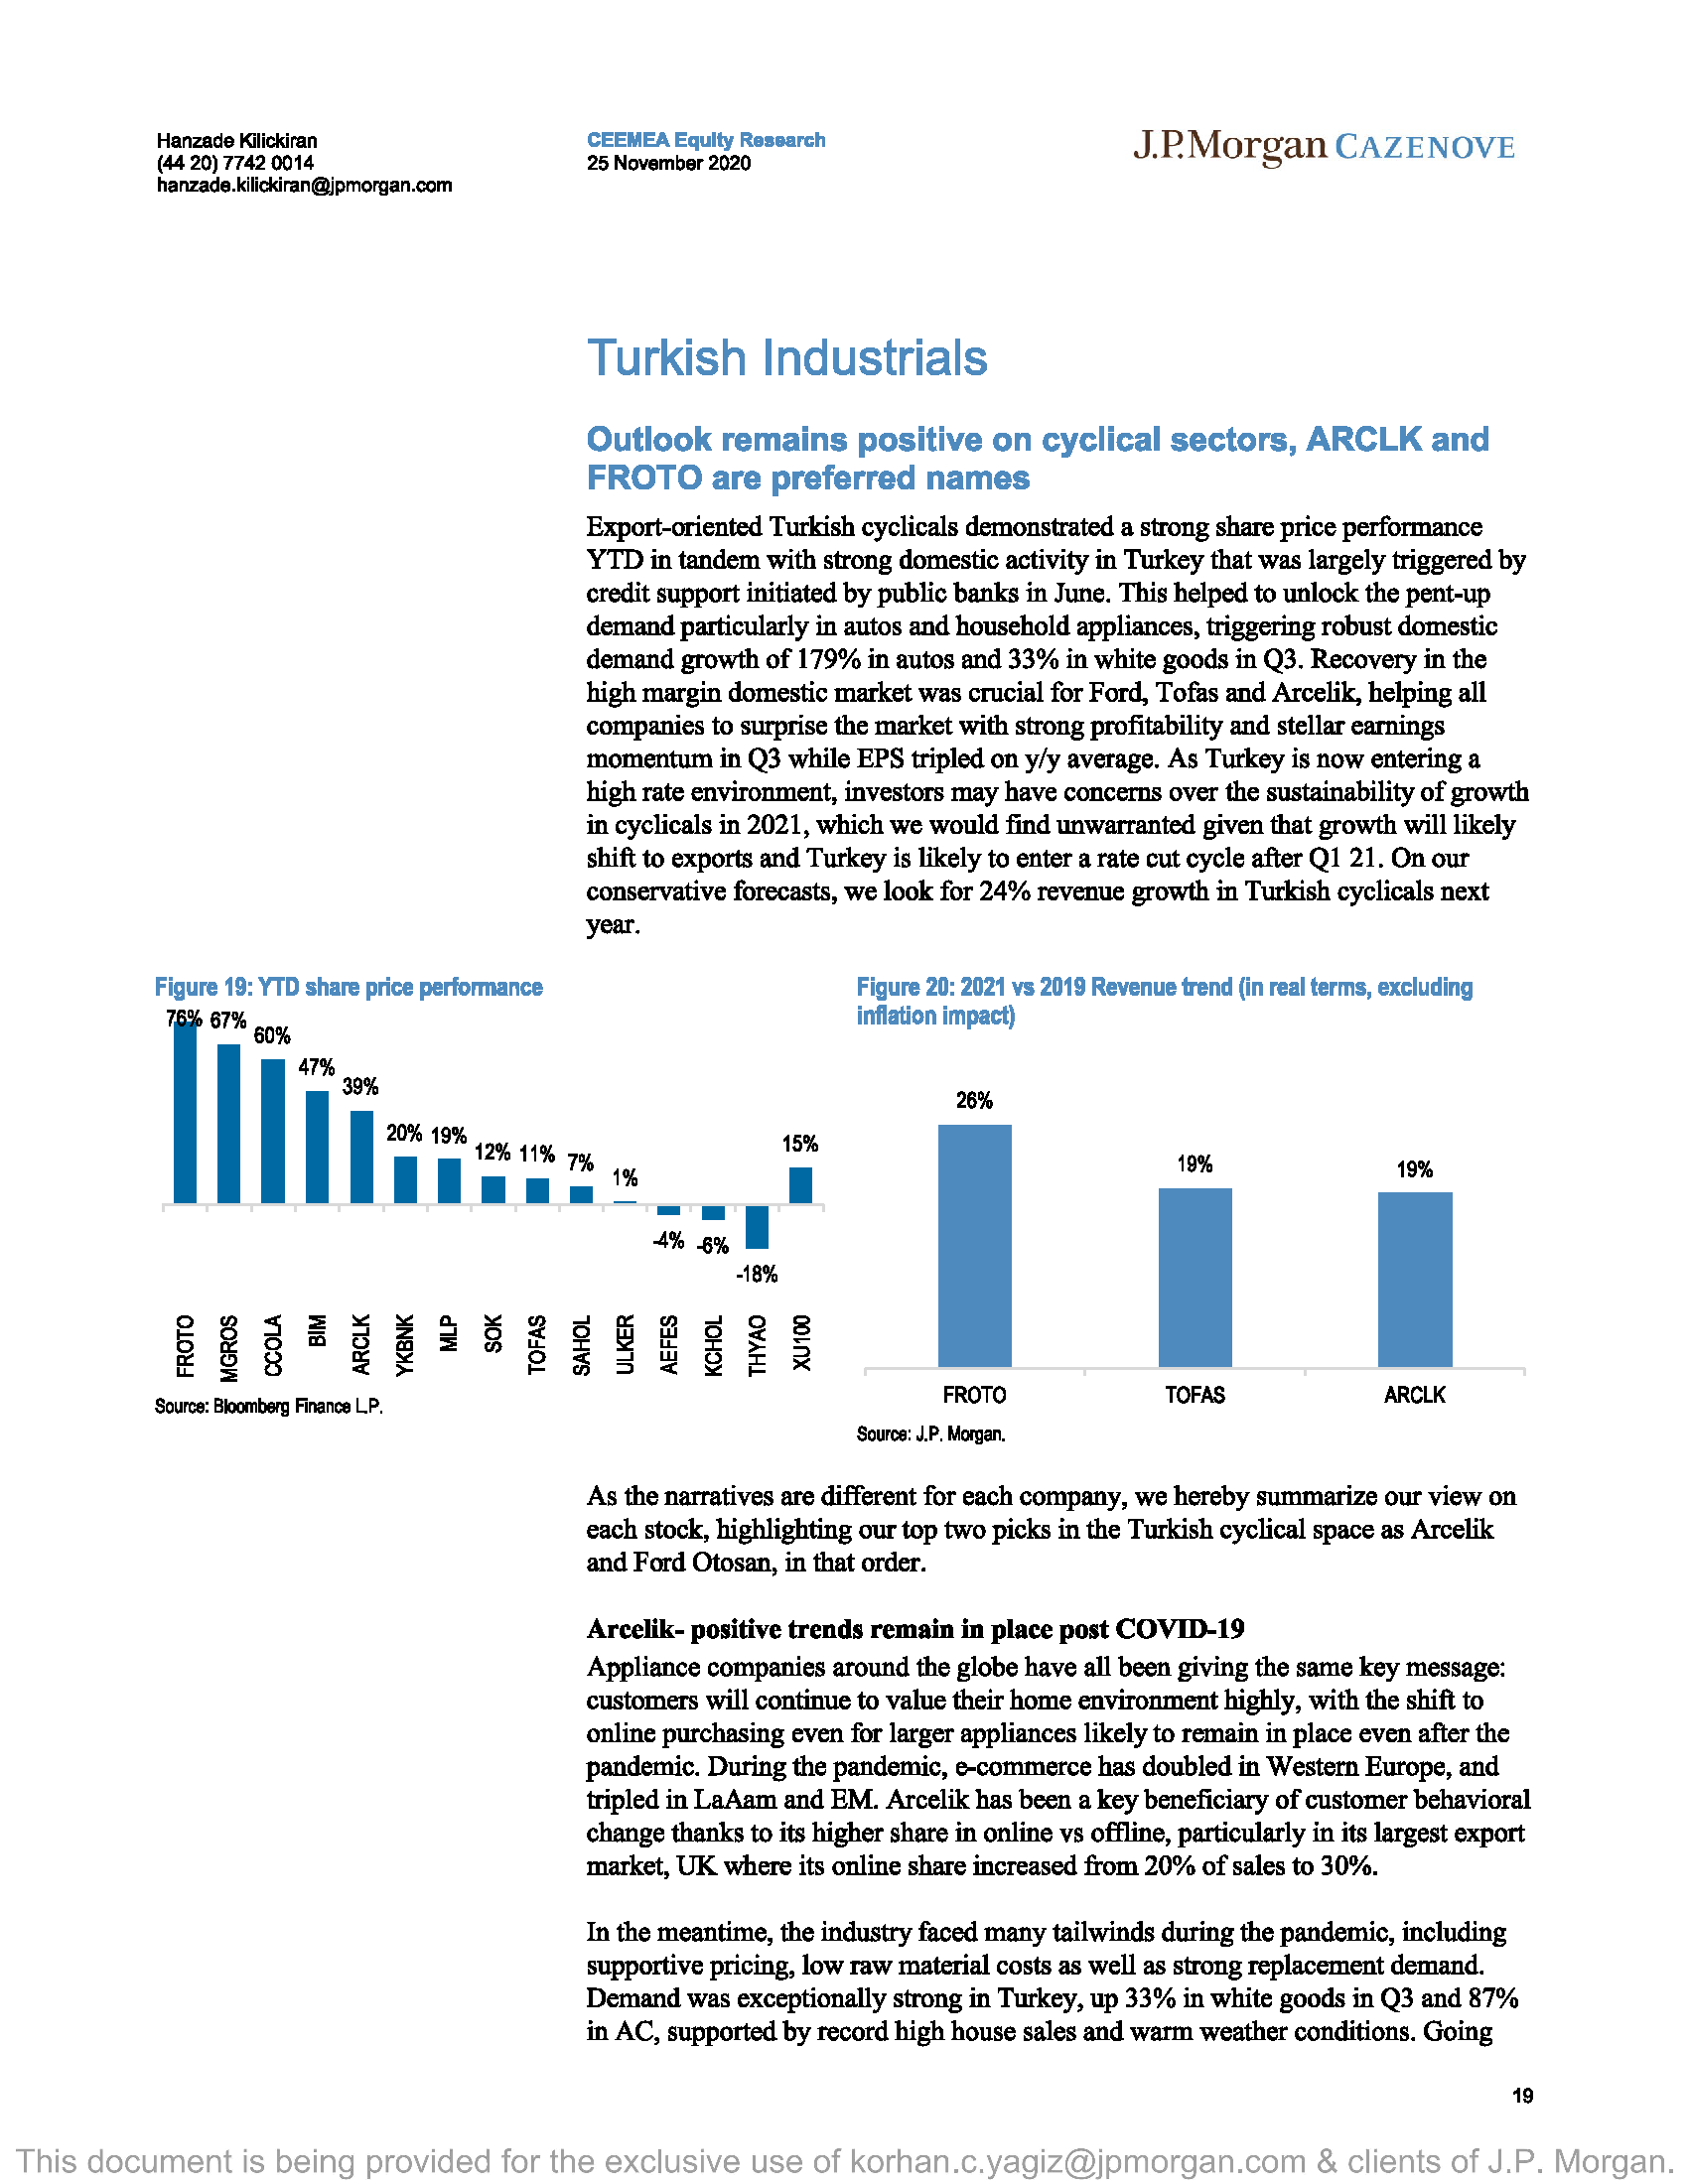 Hanzade Kilickiran
(44 20) 7742 0014
hanzade.kilickiran@jpmorgan.com
CEEMEA Equity Research
25 November 2020
J.P.Morgan CAZENOVE
Turkish Industrials
Outlook remains positive on cyclical sectors, ARCLK and
FROTO are preferred names
Export-oriented Turkish cyclicals demonstrated a strong share price performance
YTD in tandem with strong domestic activity in Turkey that was largely triggered by
credit support initiated by public banks in June. This helped to unlock the pent-up
demand particularly in autos and household appliances, triggering robust domestic
demand growth of 179% in autos and 33% in white goods in Q3. Recovery in the
high margin domestic market was crucial for Ford, Tofas and Arcelik, helping all
companies to surprise the market with strong profitability and stellar earnings
momentum in Q3 while EPS tripled on y/y average. As Turkey is now entering a
high rate environment, investors may have concerns over the sustainability of growth
in cyclicals in 2021, which we would find unwarranted given that growth will likely
shift to exports and Turkey is likely to enter a rate cut cycle after Q1 21. On our
conservative forecasts, we look for 24% revenue growth in Turkish cyclicals next
year.
Figure 19: YTD share price performance
76% 67%
60%
47%
39%
20% 19%
12% 11% 7%
1%
-4% -6%
-18%
15%
FROTO
MGROS
CCOLA
BIM
ARCLK
YKBNK
MLP
SOK
TOFAS
SAHOL
ULKER
AEFES
KCHOL
THYAO
XU100
Source: Bloomberg Finance L.P.
Figure 20: 2021 vs 2019 Revenue trend (in real terms, excluding
inflation impact)
26%
19%
19%
FROTO TOFAS ARCLK
Source: J.P. Morgan.
As the narratives are different for each company, we hereby summarize our view on
each stock, highlighting our top two picks in the Turkish cyclical space as Arcelik
and Ford Otosan, in that order.
Arcelik- positive trends remain in place post COVID-19
Appliance companies around the globe have all been giving the same key message:
customers will continue to value their home environment highly, with the shift to
online purchasing even for larger appliances likely to remain in place even after the
pandemic. During the pandemic, e-commerce has doubled in Western Europe, and
tripled in LaAam and EM. Arcelik has been a key beneficiary of customer behavioral
change thanks to its higher share in online vs offline, particularly in its largest export
market, UK where its online share increased from 20% of sales to 30%.
In the meantime, the industry faced many tailwinds during the pandemic, including
supportive pricing, low raw material costs as well as strong replacement demand.
Demand was exceptionally strong in Turkey, up 33% in white goods in Q3 and 87%
in AC, supported by record high house sales and warm weather conditions. Going
19
This document is being provided for the exclusive use of korhan.c.yagiz@jpmorgan.com & clients of J.P. Morgan.